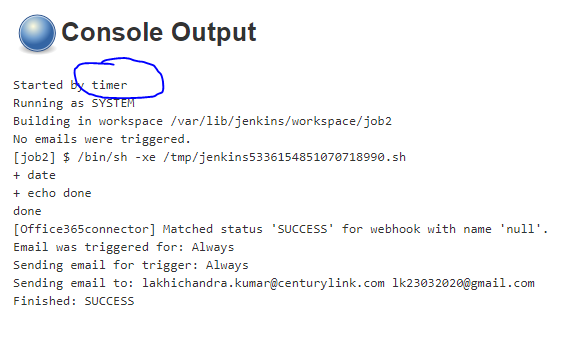 Console Output
Started by timer
Running as SYSTEM
Building in workspace /var/lib/jenkins/workspace/job2
No emails were triggered.
[job2] $ /bin/sh -xe /tmp/jenkins5336154851070718990.sh
+ date
+ echo done
done
[Office365connector] Matched status 'SUCCESS' for webhook with name 'null'.
Email was triggered for: Always
Sending email for trigger: Always
Sending email to: lakhichandra.kumar@centurylink.com lk23032020@gmail.com
Finished: SUCCESS